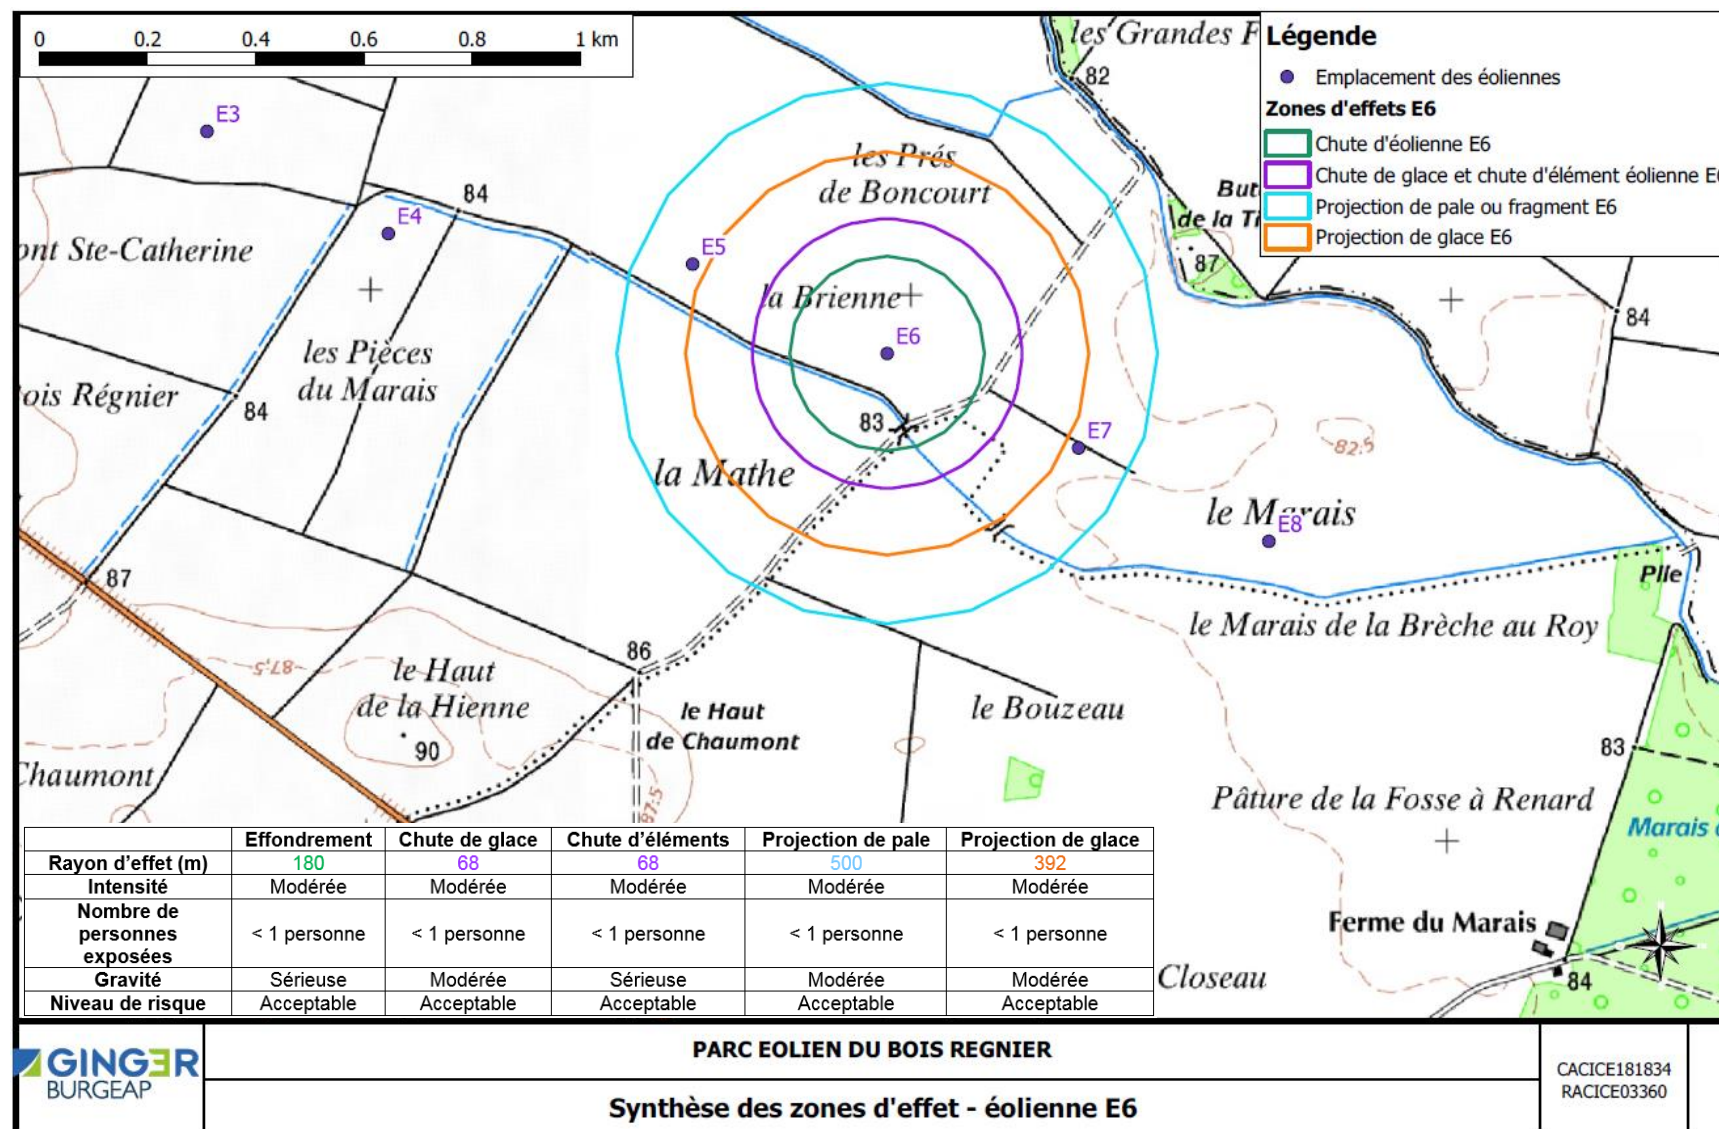 0 0.2 0.4 0.6 0.8 1 km
les Grandes F
82
Légende
Emplacement des éoliennes
Zones d'effets E6
Chute d'éolienne E6
Chute de glace et chute d'élément éolienne E6
Projection de pale ou fragment E6
Projection de glace E6
E3
les Prés
de Boncourt
84
E4
But
de la Tr
ont Ste-Catherine
E5
87
la Brienne
84
E6
les Pièces
du Marais
ois Régnier
84
83
E7
82,5
la Mathe
le Marais
E8
87
Pile
le Marais de la Brèche au Roy
86
87,5
le Haut
de la Hienne
le Haut
de Chaumont
le Bouzeau
90
83
Chaumont
87,5
Pâture de la Fosse à Renard
Marais
Effondrement Chute de glace Chute d'éléments Projection de pale Projection de glace
Rayon d'effet (m) 180 68 68 500 392
Intensité Modérée Modérée Modérée Modérée Modérée
Nombre de
personnes
exposées
< 1 personne < 1 personne < 1 personne < 1 personne < 1 personne
Gravité Sérieuse Modérée Sérieuse Modérée Modérée
Niveau de risque Acceptable Acceptable Acceptable Acceptable Acceptable
Ferme du Marais
Closeau
84
GINGER
BURGEAP
PARC EOLIEN DU BOIS REGNIER
Synthèse des zones d'effet - éolienne E6
CACICE181834
RACICE03360